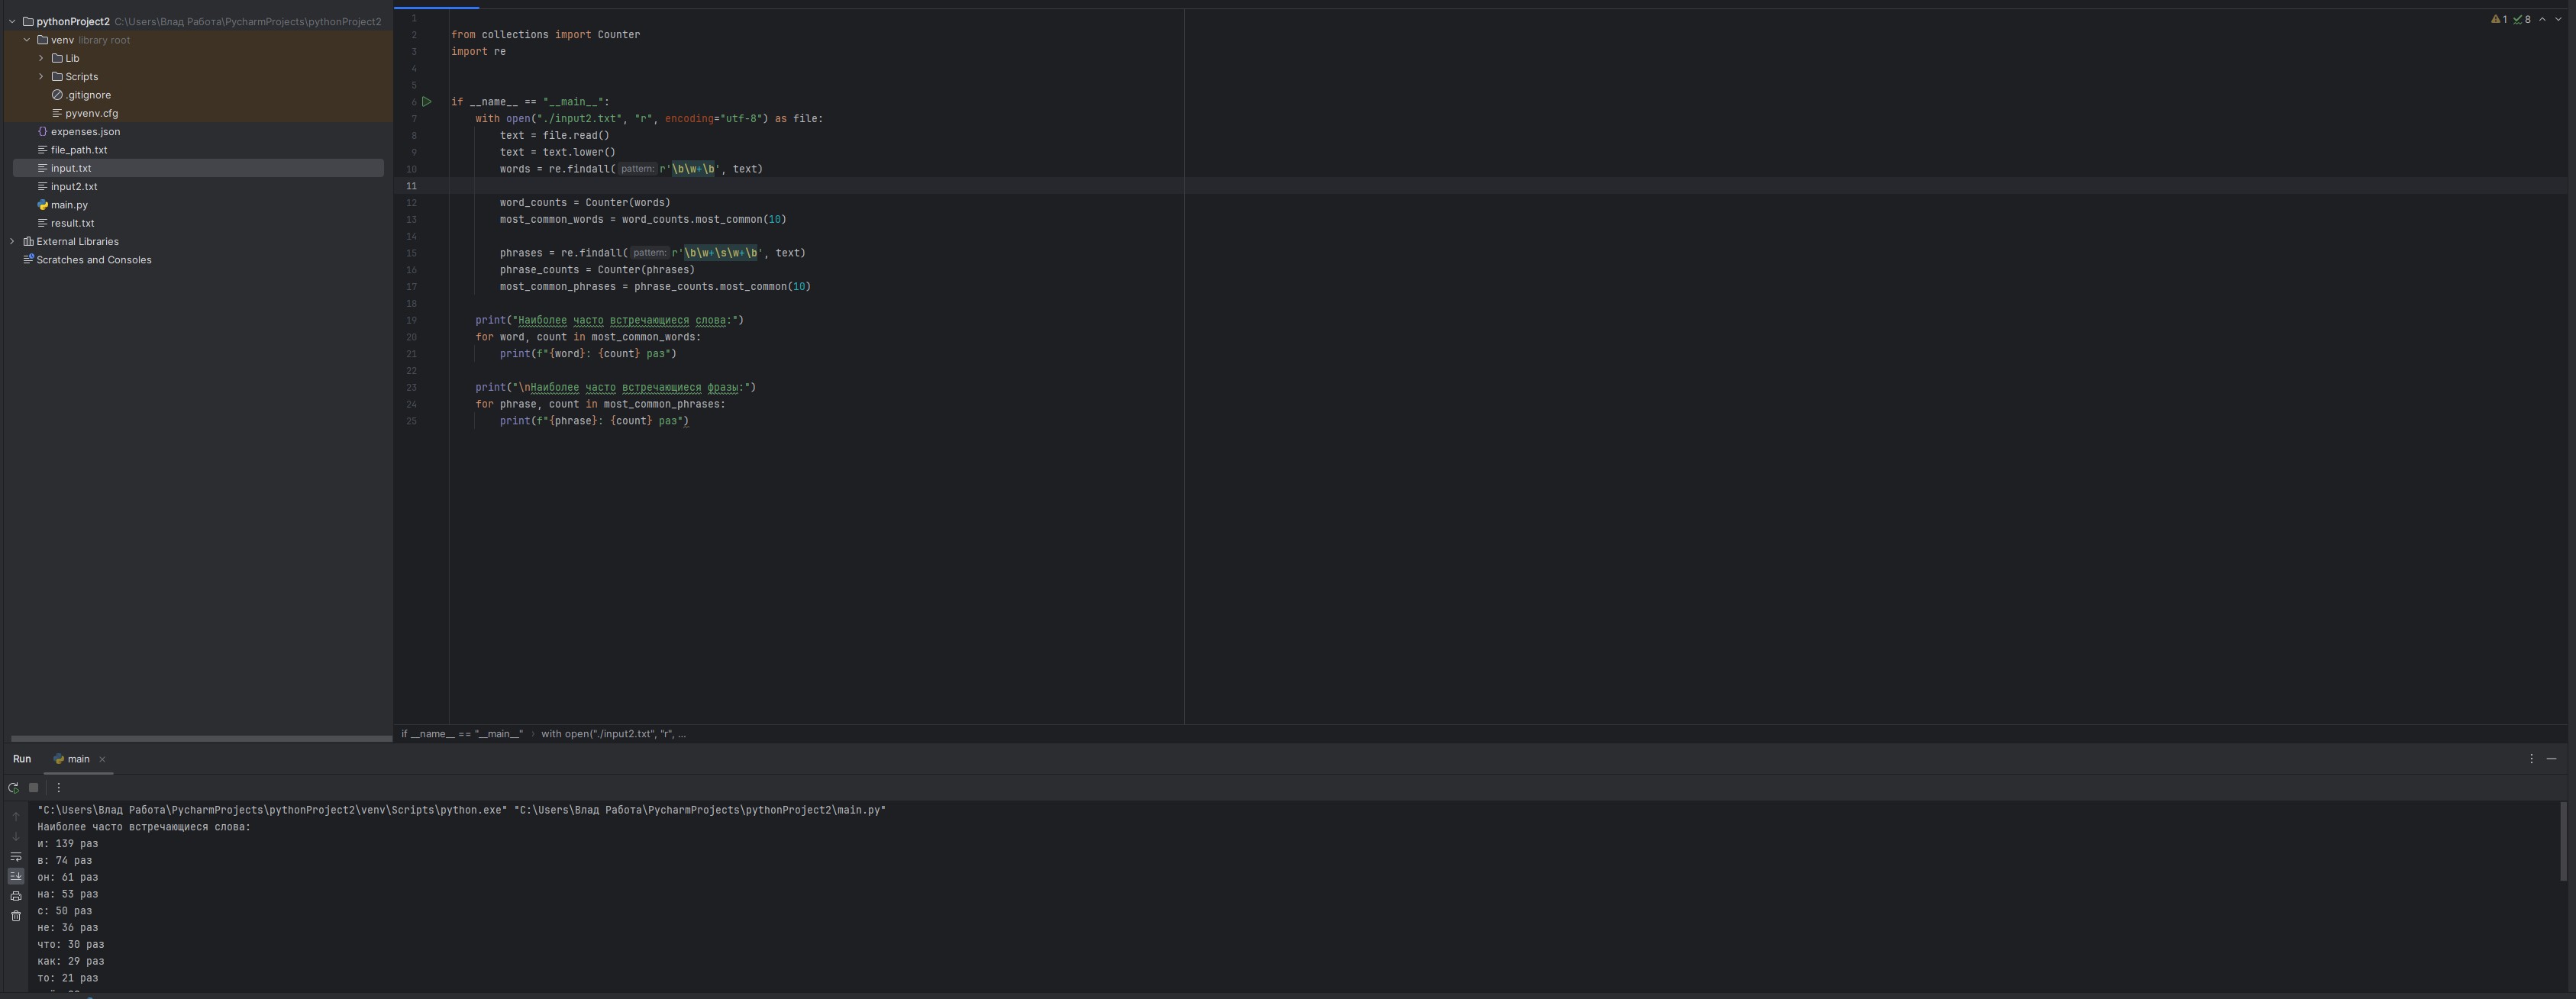 pythonProject2 C:\Users\Влад Работа\PycharmProjects\pythonProject2
venv library root
Lib
Scripts
.gitignore
pyvenv.cfg
expenses.json
file_path.txt
input.txt
input2.txt
main.py
result.txt
External Libraries
Scratches and Consoles
1 8
1
2 from collections import Counter
3 import re
4
5
6 if __name__ == "__main__":
7 with open("./input2.txt", "r", encoding="utf-8") as file:
8 text = file.read()
9 text = text.lower()
10 words = re.findall( pattern: r'\b\w+\b', text)
11
12 word_counts = Counter(words)
13 most_common_words = word_counts.most_common(10)
14
15 phrases = re.findall( pattern: r'\b\w+\s\w+\b', text)
16 phrase_counts = Counter(phrases)
17 most_common_phrases = phrase_counts.most_common(10)
18
19 print("Наиболее часто встречающиеся слова:")
20 for word, count in most_common_words:
21 print(f"{word}: {count} раз")
22
23 print("\nНаиболее часто встречающиеся фразы:")
24 for phrase, count in most_common_phrases:
25 print(f"{phrase}: {count} раз")
if __name__ == "__main__" › with open("./input2.txt", "r", ...
Run main
"C:\Users\Влад Работа\PycharmProjects\pythonProject2\venv\Scripts\python.exe" "C:\Users\Влад Работа\PycharmProjects\pythonProject2\main.py"
Наиболее часто встречающиеся слова:
и: 139 раз
в: 74 раз
он: 61 раз
на: 53 раз
с: 50 раз
не: 36 раз
что: 30 раз
как: 29 раз
то: 21 раз